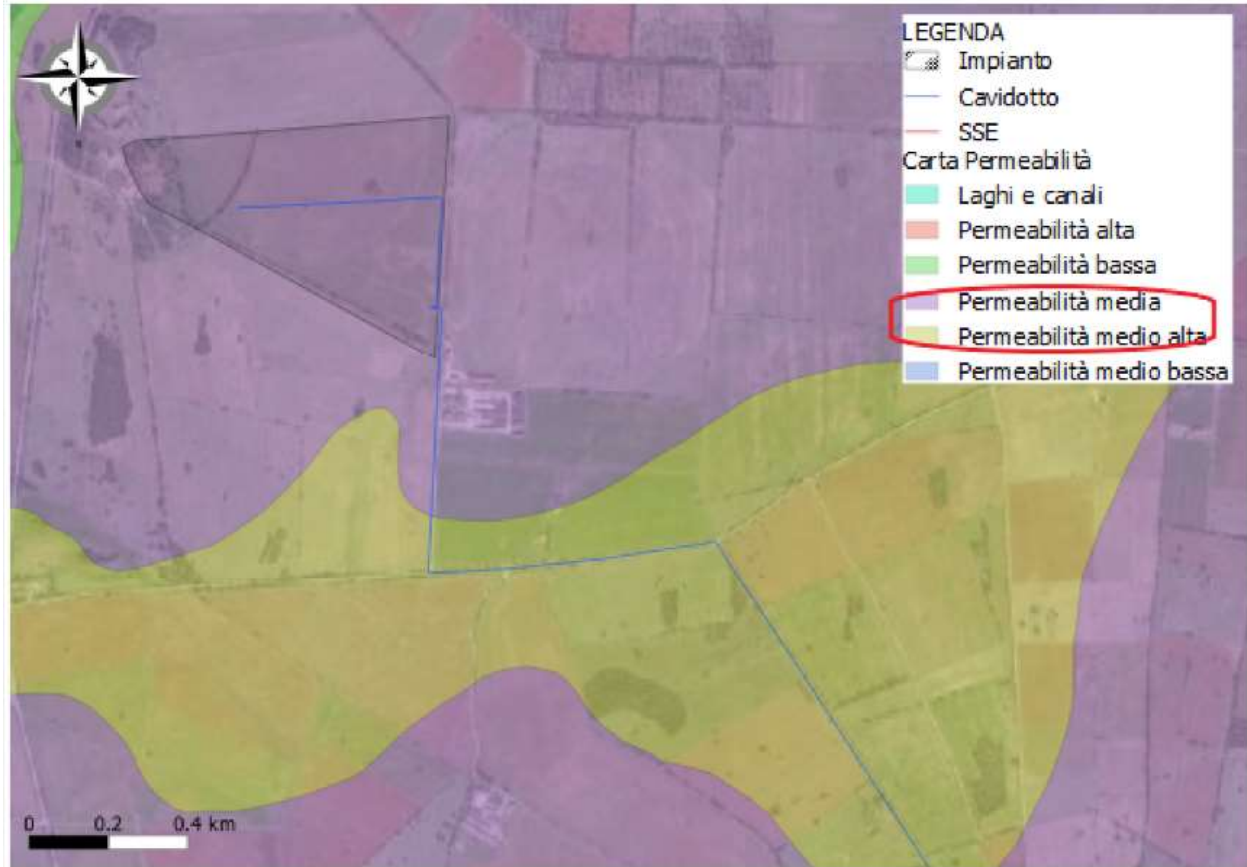 LEGENDA
Impianto
Cavidotto
SSE
Carta Permeabilità
Laghi e canali
Permeabilità alta
Permeabilità bassa
Permeabilità media
Permeabilità medio alta
Permeabilità medio bassa
0 0.2 0.4 km